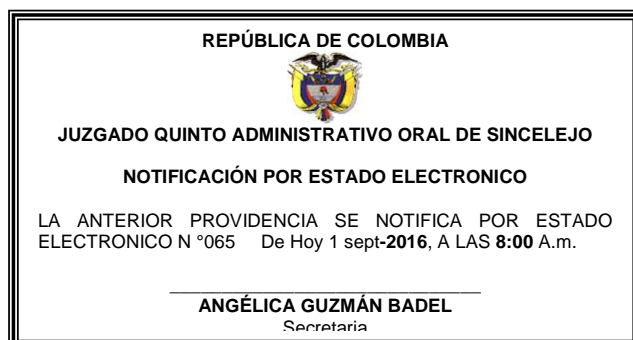 REPÚBLICA DE COLOMBIA
JUZGADO QUINTO ADMINISTRATIVO ORAL DE SINCELEJO
NOTIFICACIÓN POR ESTADO ELECTRONICO
LA ANTERIOR PROVIDENCIA SE NOTIFICA POR ESTADO
ELECTRONICO N °065 De Hoy 1 sept-2016, A LAS 8:00 A.m.
ANGÉLICA GUZMÁN BADEL
Secretaria